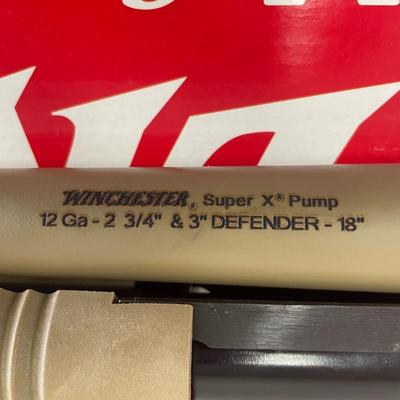 WINCHESTER® Super X® Pump
12 Ga - 2 3/4" & 3" DEFENDER - 18"